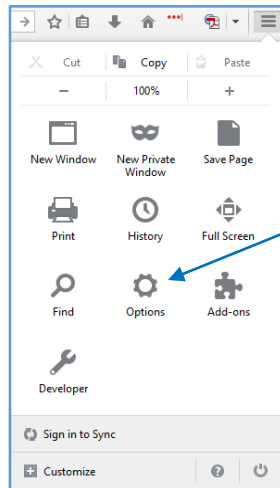 Cut Copy Paste
− 100% +
New Window New Private Save Page
Window
Print History Full Screen
Find Options Add-ons
Developer
Sign in to Sync
Customize